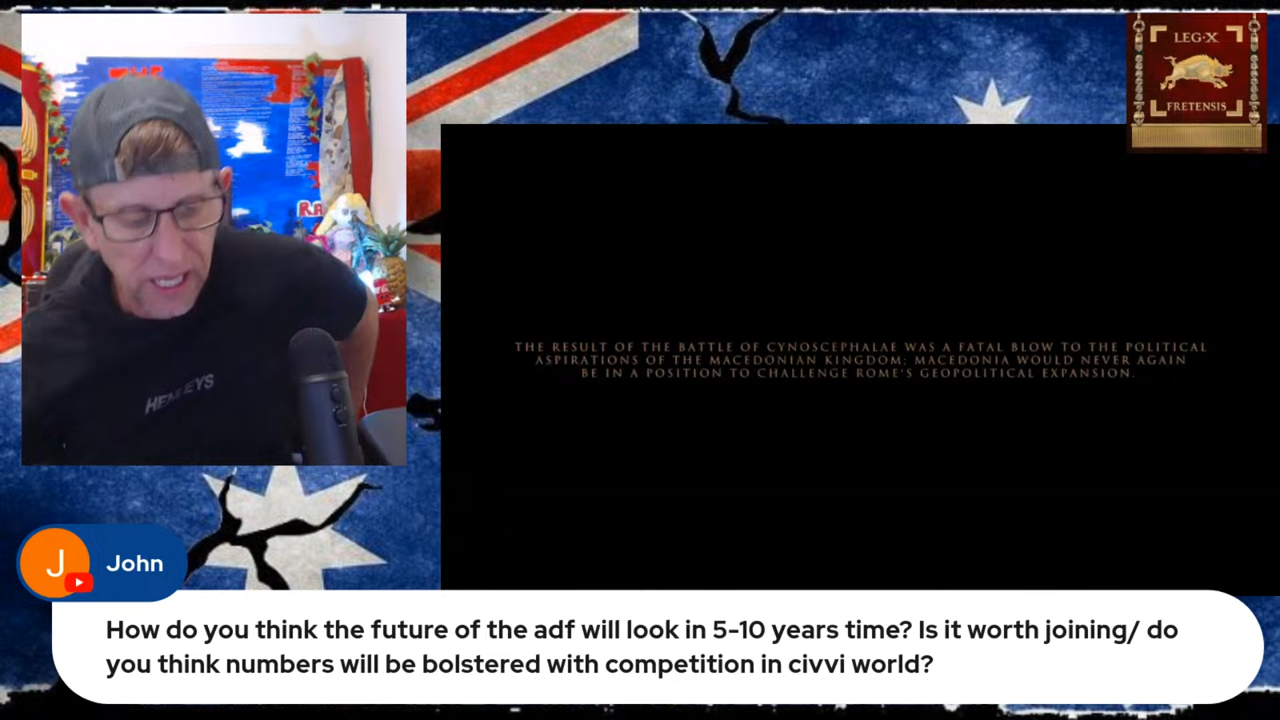 LEG·X
FRETENSIS
RA
HENLEYS
THE RESULT OF THE BATTLE OF CYNOSCEPHALAE WAS A FATAL BLOW TO THE POLITICAL
ASPIRATIONS OF THE MACEDONIAN KINGDOM: MACEDONIA WOULD NEVER AGAIN
BE IN A POSITION TO CHALLENGE ROME'S GEOPOLITICAL EXPANSION.
J
John
How do you think the future of the adf will look in 5-10 years time? Is it worth joining/ do
you think numbers will be bolstered with competition in civvi world?